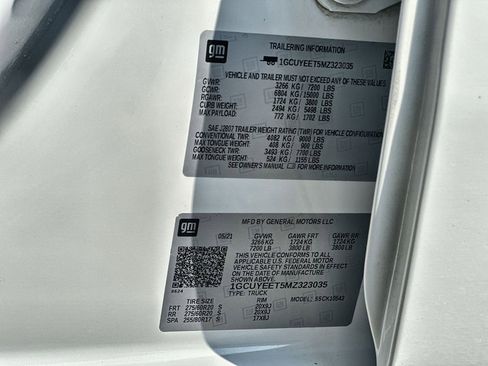 gm
TRAILERING INFORMATION
1GCUYEET5MZ323035
VEHICLE AND TRAILER MUST NOT EXCEED ANY OF THESE VALUES
GVWR: 3266 KG/ 7200 LBS
GCWR: 6804 KG/ 15000 LBS
RGAWR: 1724 KG/ 3800 LBS
CURB WEIGHT: 2494 KG/ 5498 LBS
MAX PAYLOAD: 772 KG/ 1702 LBS
SAE J2807 TRAILER WEIGHT RATING (TWR) FOR VEHICLE CONFIGURATION
CONVENTIONAL TWR: 4082 KG/ 9000 LBS
MAX TONGUE WEIGHT: 408 KG/ 900 LBS
GOOSENECK TWR: 3493 KG/ 7700 LBS
MAX TONGUE WEIGHT: 524 KG/ 1155 LBS
SEE OWNER'S MANUAL FOR MORE INFORMATION
gm
MFD BY GENERAL MOTORS LLC
05/21 GVWR GAWR FRT GAWR RR
3266 KG 1724 KG 1724 KG
7200 LB 3800 LB 3800 LB
THIS VEHICLE CONFORMS TO ALL
APPLICABLE U.S. FEDERAL MOTOR
VEHICLE SAFETY STANDARDS IN
EFFECT ON THE DATE OF
MANUFACTURE SHOWN ABOVE.
1GCUYEET5MZ323035
TYPE: TRUCK
TIRE SIZE RIM MODEL: SSCK10543
FRT 275/60R20 S 20X9J
RR 275/60R20 S 20X9J
SPA 255/80R17 S 17X8J